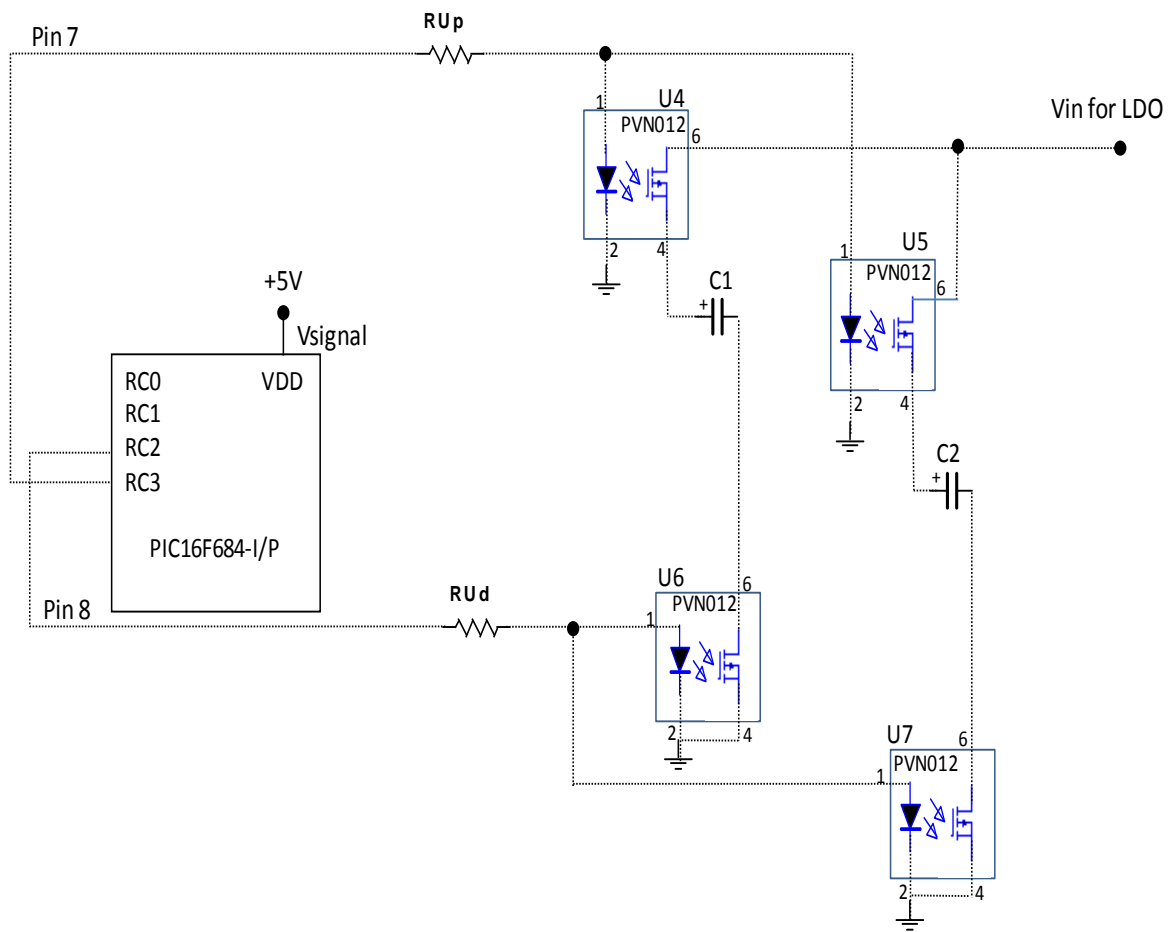 RUp
Pin 7
1
U4
PVN012
6
2
4
Vin for LDO
1
U5
PVN012
6
2
4
+5V
Vsignal
C1
+
RC0
VDD
RC1
RC2
RC3
PIC16F684-I/P
C2
+
Pin 8
RUd
U6
6
PVN012
1
2
4
U7
6
PVN012
1
2
4